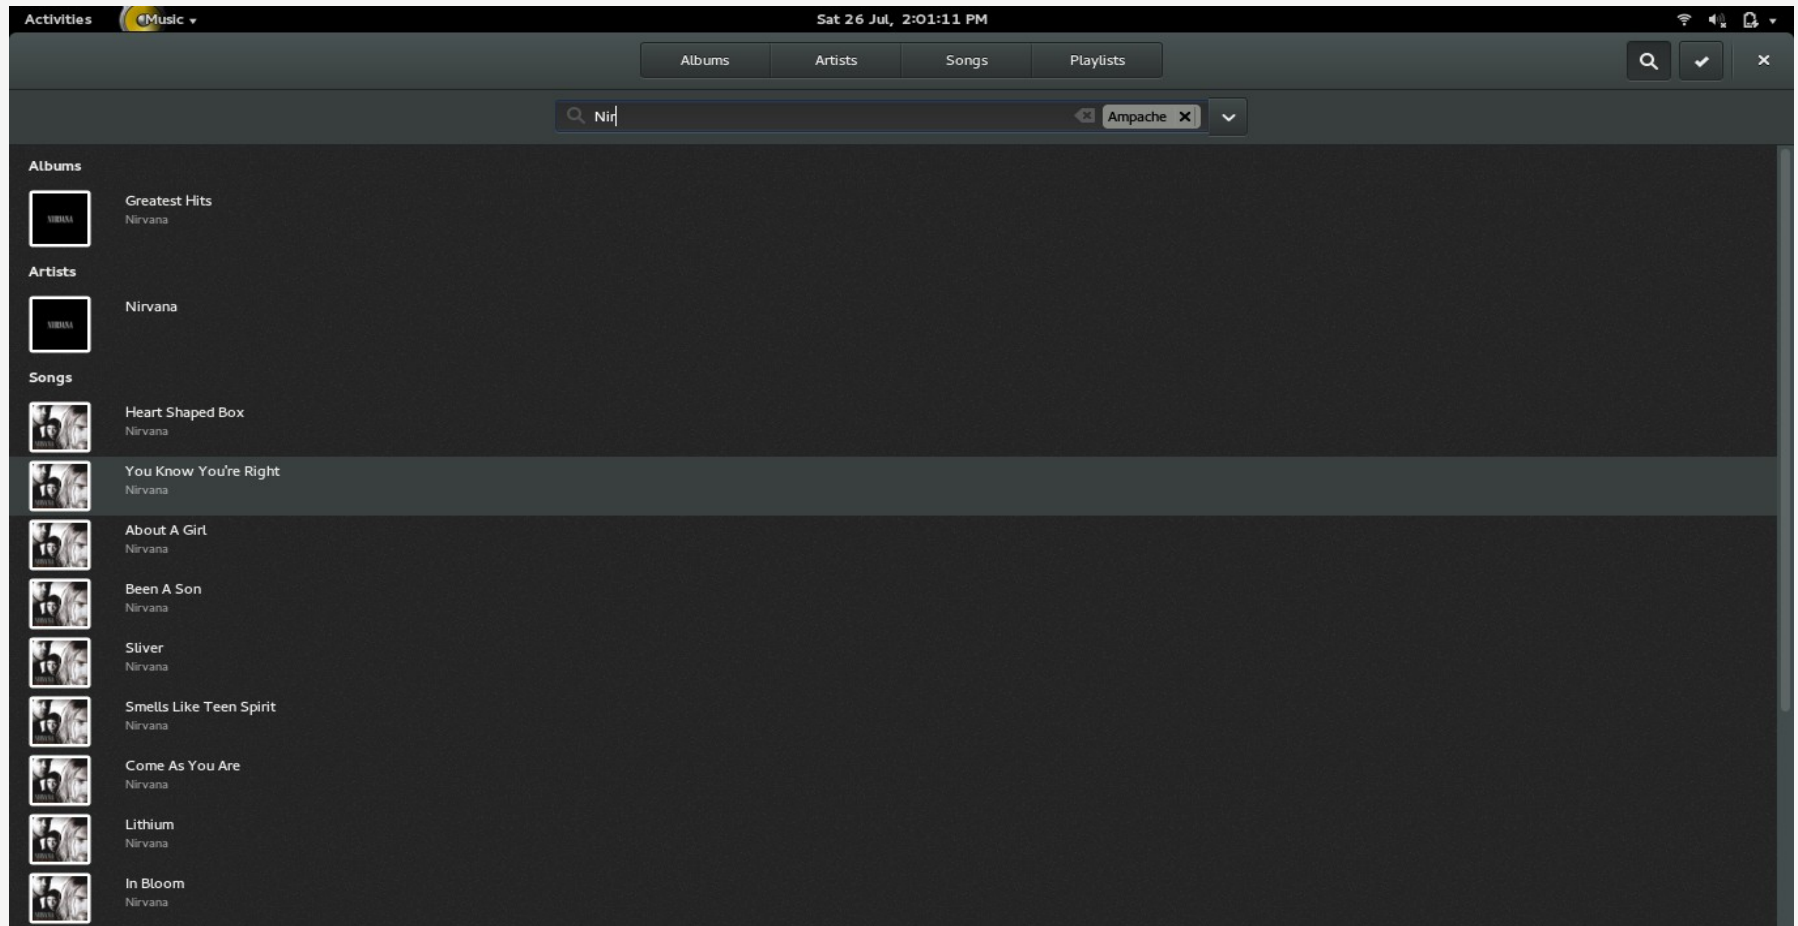 Activities Music Sat 26 Jul, 2:01:11 PM
Albums Artists Songs Playlists
Nir Ampache
Albums
NIRVANA
Greatest Hits
Nirvana
Artists
NIRVANA
Nirvana
Songs
Heart Shaped Box
Nirvana
You Know You're Right
Nirvana
About A Girl
Nirvana
Been A Son
Nirvana
Sliver
Nirvana
Smells Like Teen Spirit
Nirvana
Come As You Are
Nirvana
Lithium
Nirvana
In Bloom
Nirvana